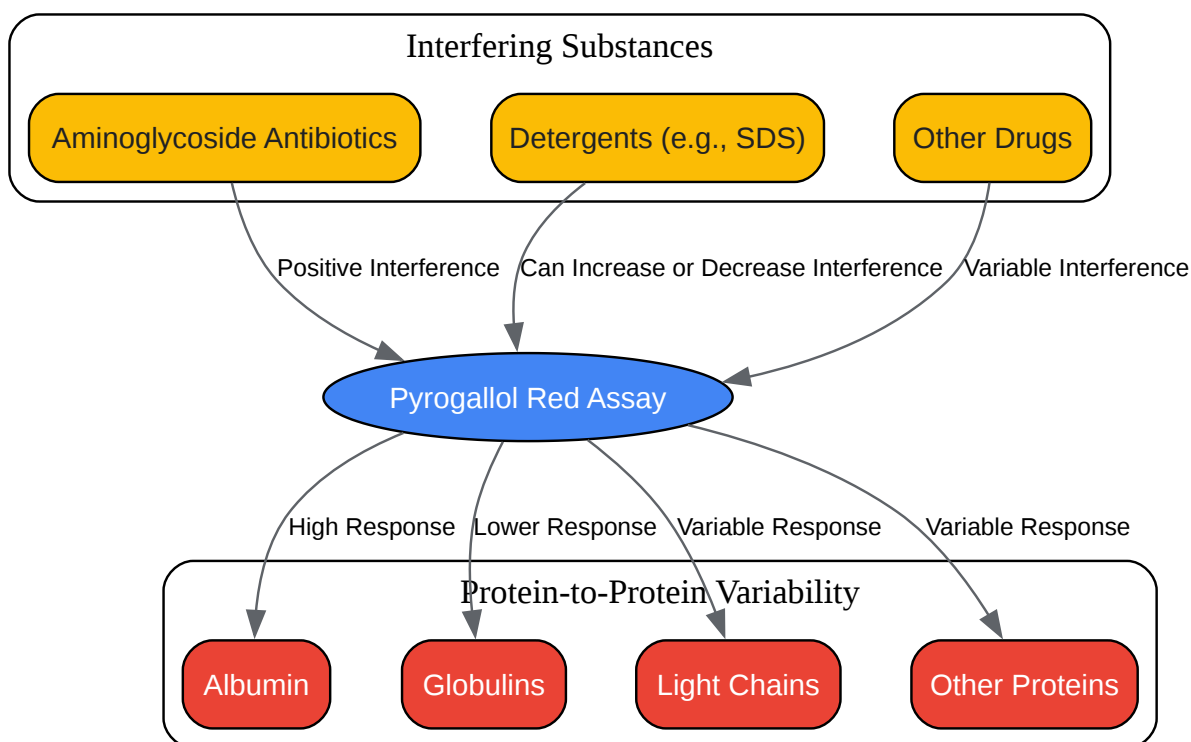 Interfering Substances
Aminoglycoside Antibiotics
Detergents (e.g., SDS)
Other Drugs
Positive Interference
Can Increase or Decrease Interference
Variable Interference
Pyrogallol Red Assay
High Response
Lower Response
Variable Response
Variable Response
Protein-to-Protein Variability
Albumin
Globulins
Light Chains
Other Proteins